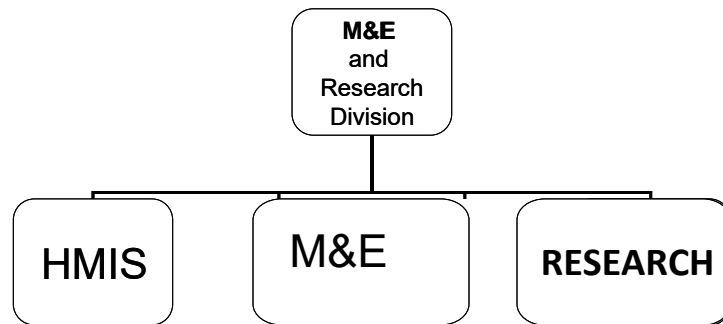 M&E
and
Research
Division
HMIS
M&E
RESEARCH